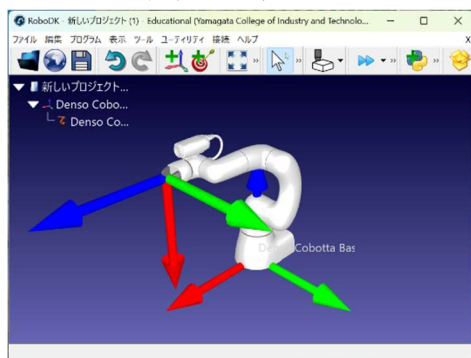 RoboDK - 新しいプロジェクト (1) - Educational (Yamagata College of Industry and Technolo...
ファイル 編集 プログラム 表示 ツール ユーティリティ 接続 ヘルプ
新しいプロジェクト...
Denso Cobo...
Denso Co...
Denso Cobotta Bas